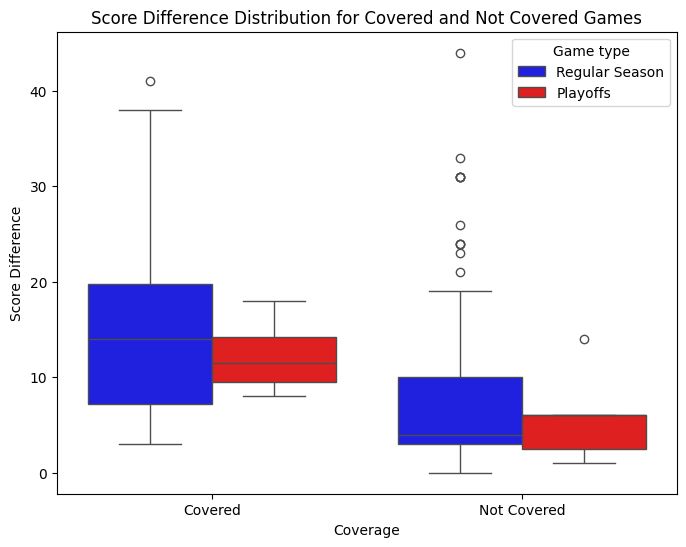 Score Difference Distribution for Covered and Not Covered Games
Game type
Regular Season
Playoffs
Score Difference
40
30
20
10
0
Covered
Not Covered
Coverage